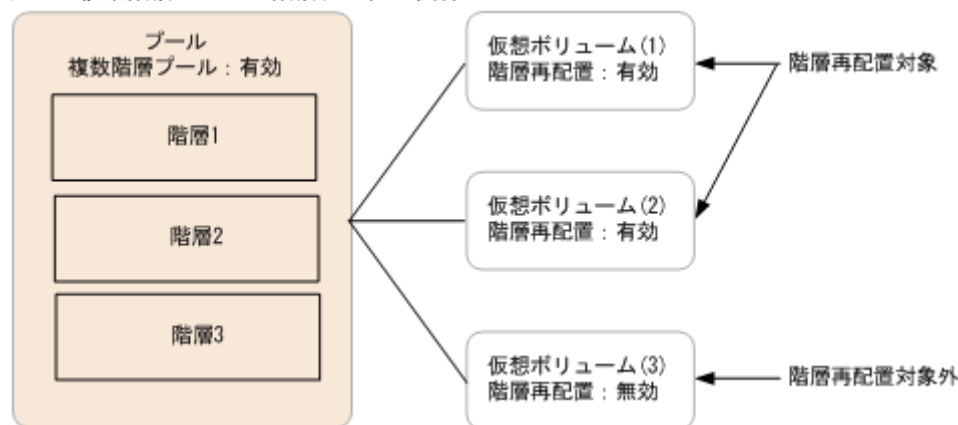 プール
複数階層プール：有効
階層1
階層2
階層3
仮想ボリューム(1)
階層再配置：有効
階層再配置対象
仮想ボリューム(2)
階層再配置：有効
仮想ボリューム(3)
階層再配置：無効
階層再配置対象外